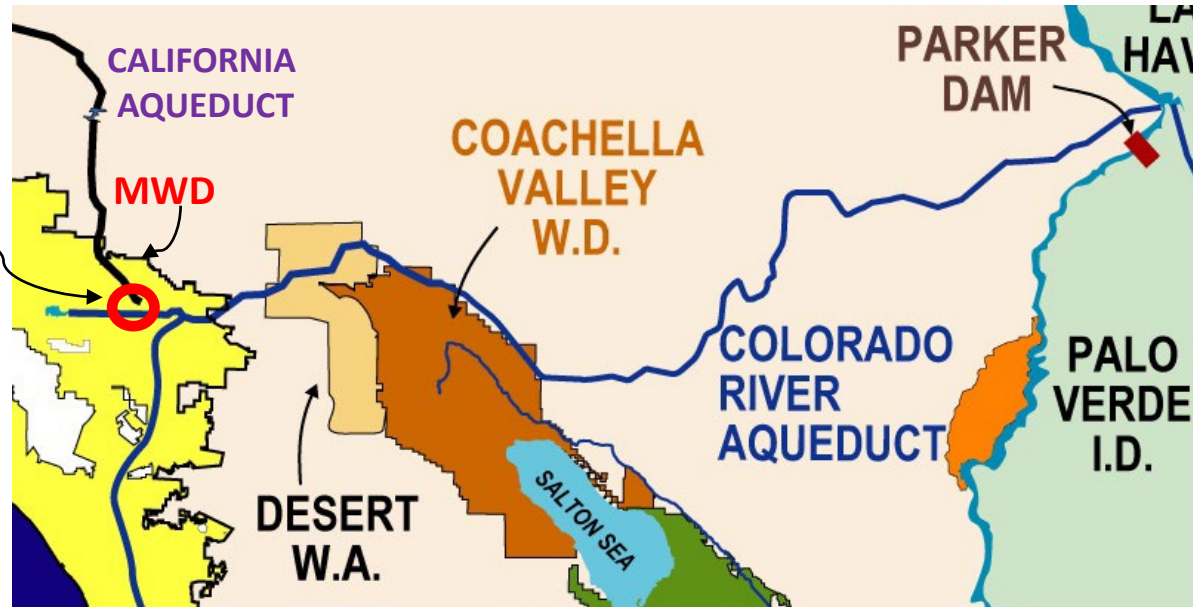 CALIFORNIA
AQUEDUCT
MWD
COACHELLA
VALLEY
W.D.
PARKER
DAM
COLORADO
RIVER
AQUEDUCT
PALO
VERDE
I.D.
DESERT
W.A.
SALTON SEA